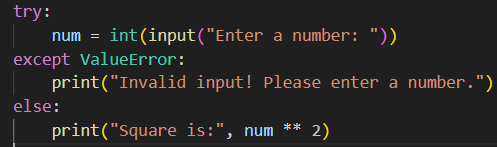 try:
    num = int(input("Enter a number: "))
except ValueError:
    print("Invalid input! Please enter a number.")
else:
    print("Square is:", num ** 2)